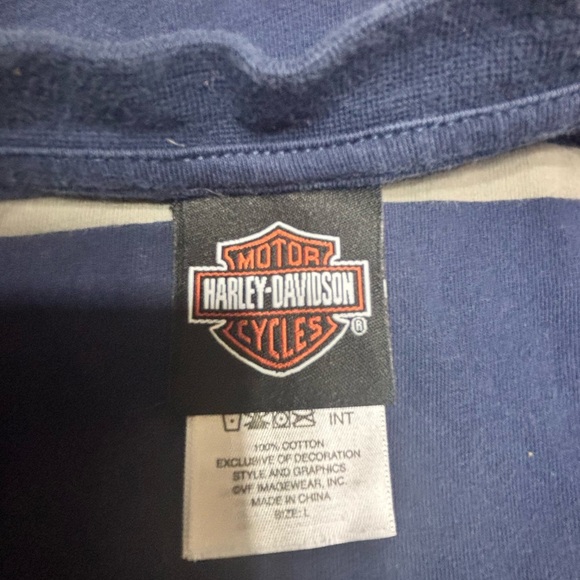 MOTOR
HARLEY-DAVIDSON
CYCLES
®
INT
100% COTTON
EXCLUSIVE OF DECORATION
STYLE AND GRAPHICS
©VF IMAGEWEAR, INC.
MADE IN CHINA
SIZE: L